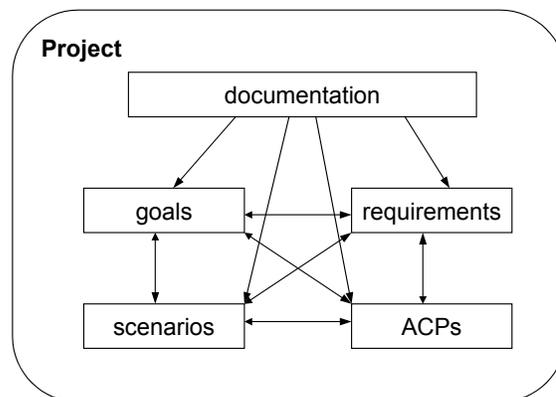 Project
documentation
goals
requirements
scenarios
ACPs